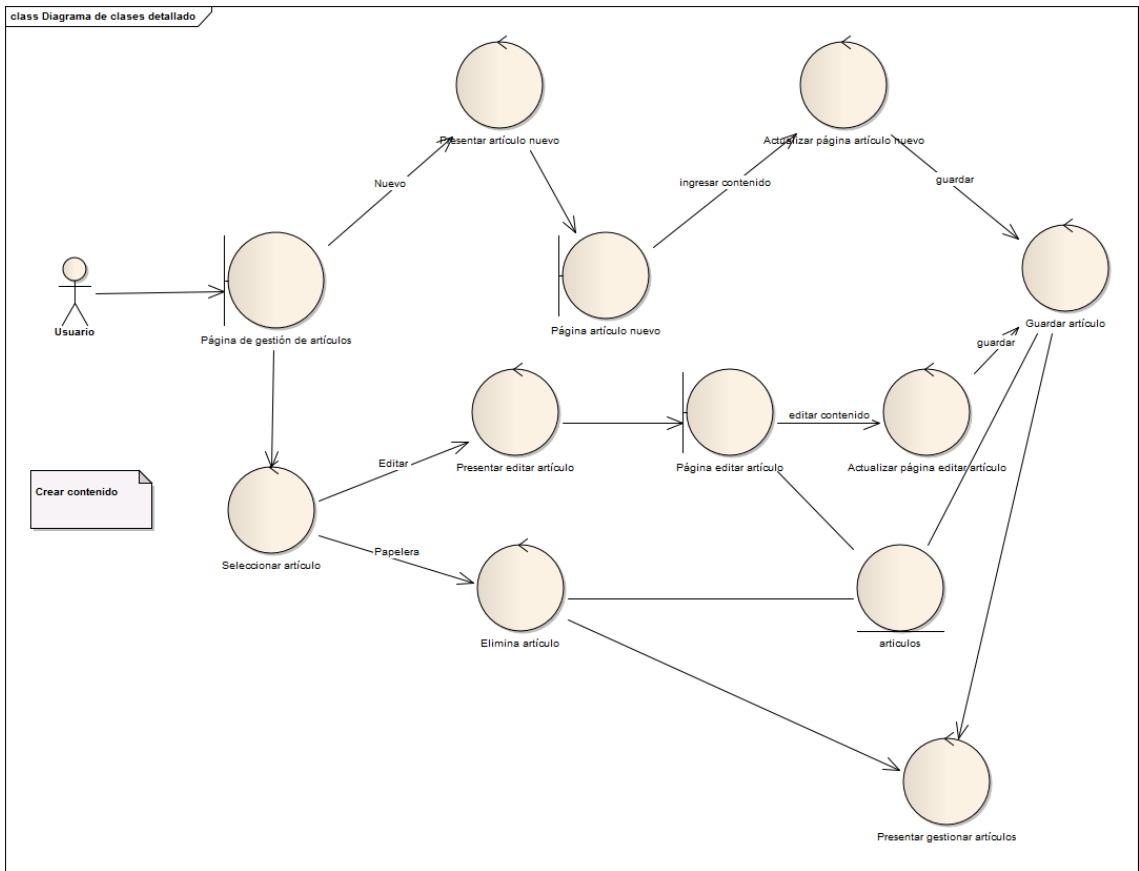 class Diagrama de clases detallado
Presentar artículo nuevo
Actualizar página artículo nuevo
Nuevo
ingresar contenido
guardar
Usuario
Página de gestión de artículos
Página artículo nuevo
Guardar artículo
guardar
Editar
Presentar editar artículo
Página editar artículo
editar contenido
Actualizar página editar artículo
Crear contenido
Seleccionar artículo
Papelera
Elimina artículo
articulos
Presentar gestionar artículos